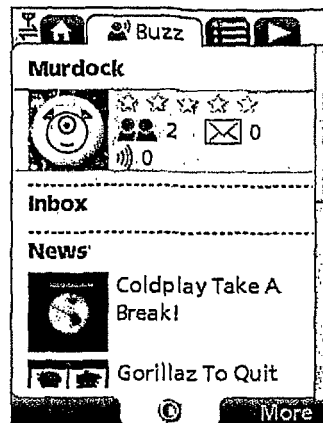 Buzz
Murdock
2 0
0
Inbox
News
Coldplay Take A
Break!
Gorillaz To Quit
More